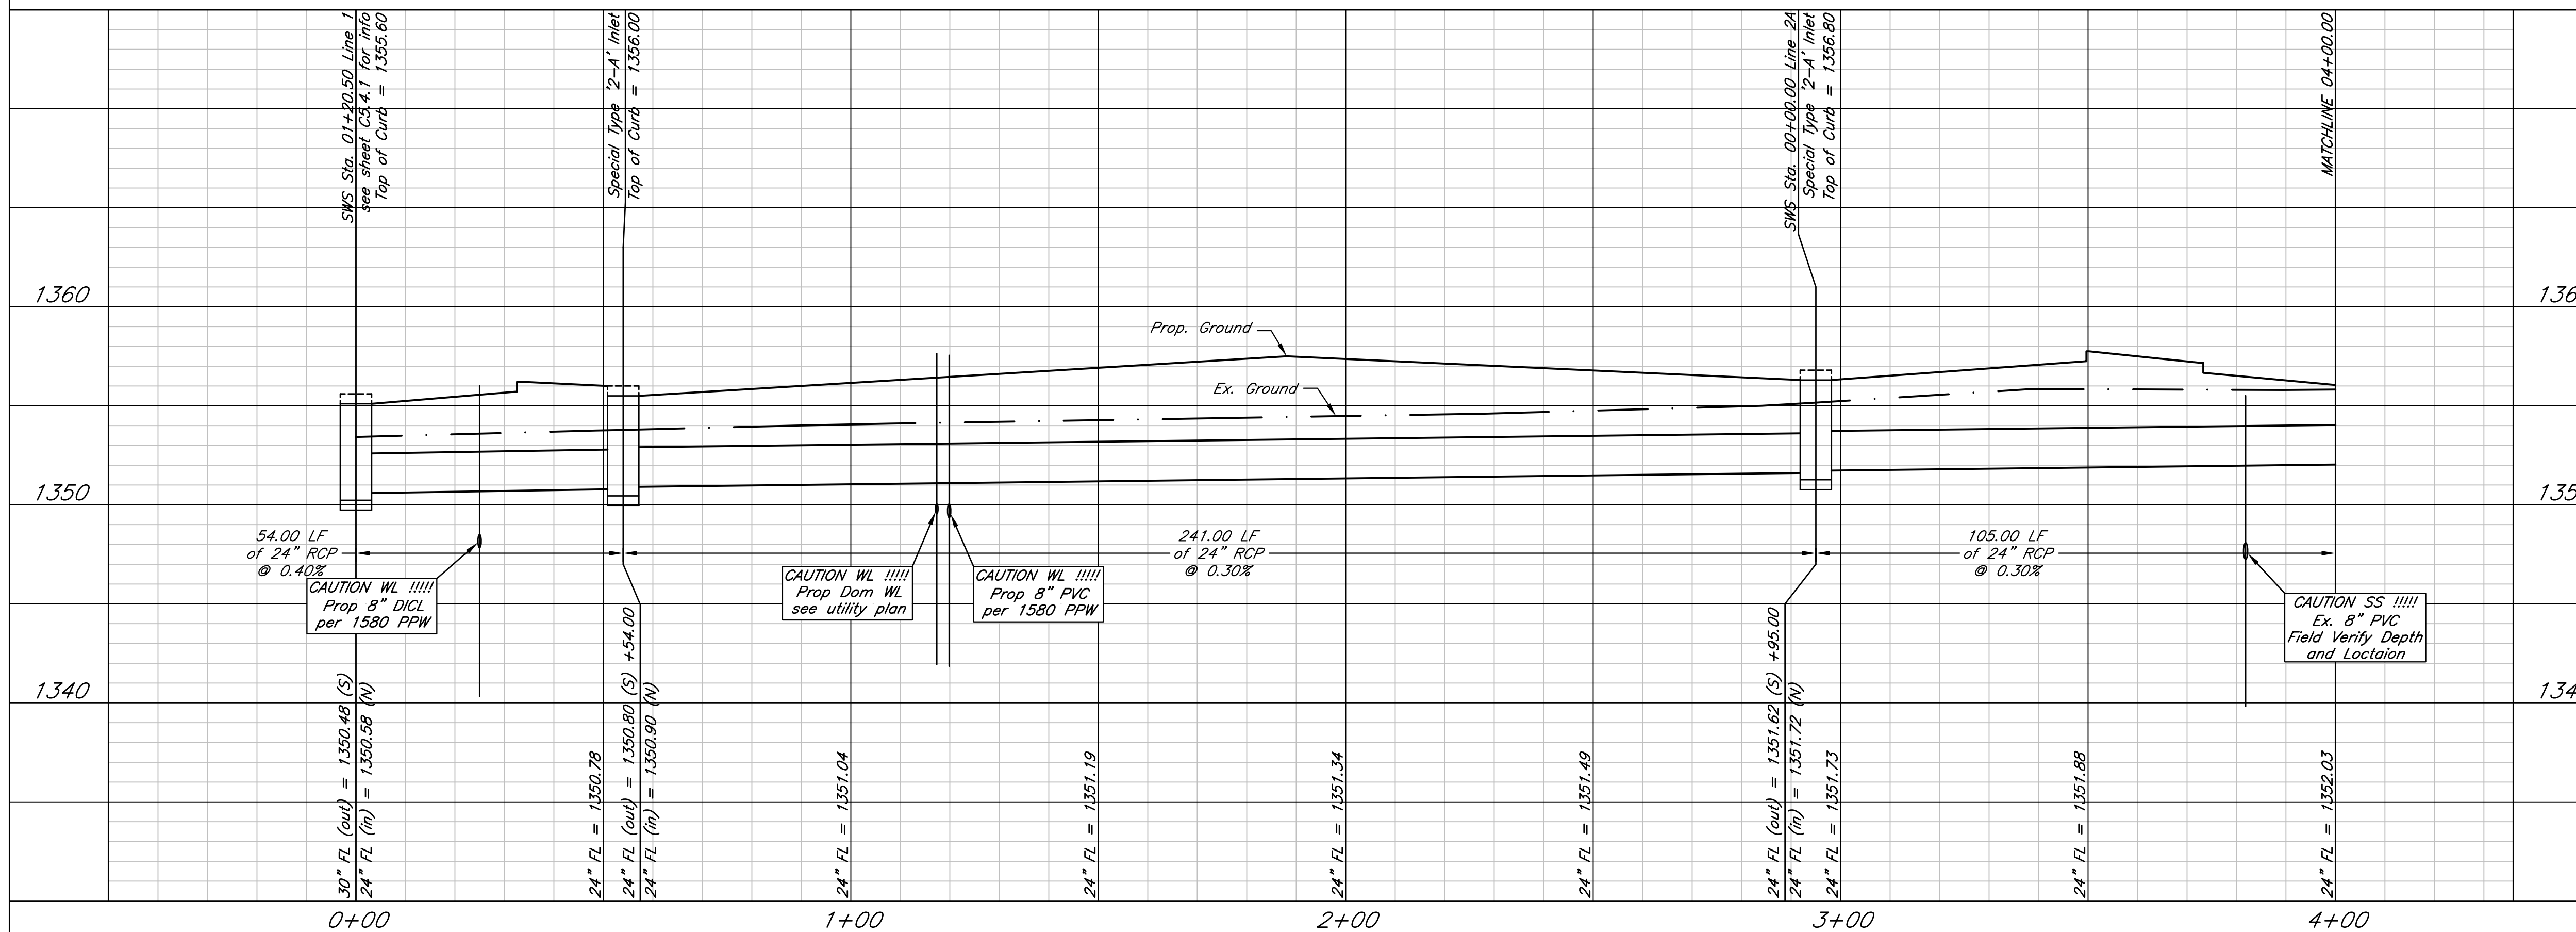 SWS Sta. 01+20.50 Line 1
see sheet C5.4.1 for info
Top of Curb = 1355.60
Special Type '2-A' Inlet
Top of Curb = 1356.00
SWS Sta. 00+00.00 Line 2A
Special Type '2-A' Inlet
Top of Curb = 1356.80
MATCHLINE 04+00.00
1360
136
Prop. Ground
Ex. Ground
1350
135
54.00 LF
of 24" RCP
@ 0.40%
241.00 LF
of 24" RCP
@ 0.30%
105.00 LF
of 24" RCP
@ 0.30%
CAUTION WL !!!!!
Prop 8" DICL
per 1580 PPW
CAUTION WL !!!!!
Prop Dom WL
see utility plan
CAUTION WL !!!!!
Prop 8" PVC
per 1580 PPW
CAUTION SS !!!!!
Ex. 8" PVC
Field Verify Depth
and Loctaion
1340
134
30" FL (out) = 1350.48 (S)
24" FL (in) = 1350.58 (N)
24" FL = 1350.78
24" FL (out) = 1350.80 (S) +54.00
24" FL (in) = 1350.90 (N)
24" FL = 1351.04
24" FL = 1351.19
24" FL = 1351.34
24" FL = 1351.49
24" FL (out) = 1351.62 (S) +95.00
24" FL (in) = 1351.72 (N)
24" FL = 1351.73
24" FL = 1351.88
24" FL = 1352.03
0+00
1+00
2+00
3+00
4+00